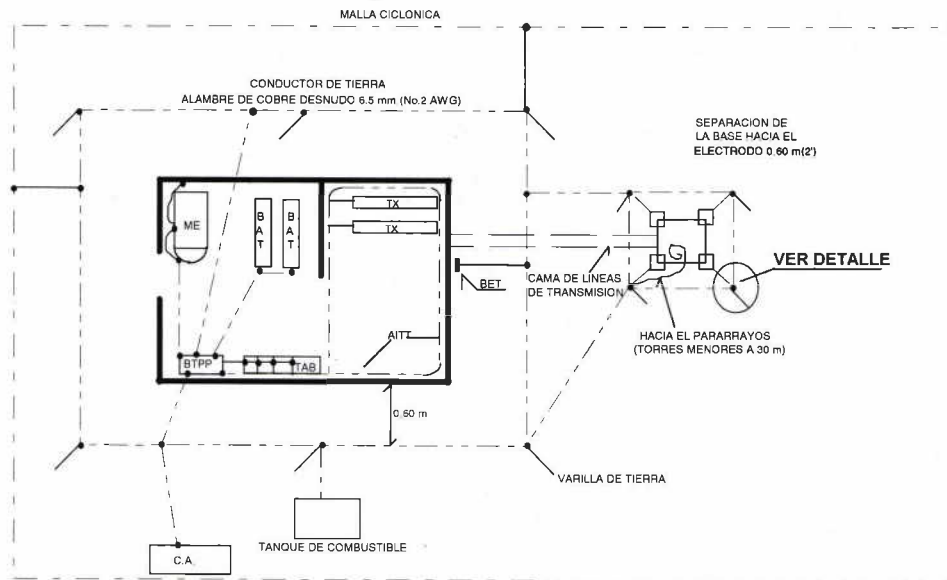 MALLA CICLONICA
CONDUCTOR DE TIERRA
ALAMBRE DE COBRE DESNUDO 6.5 mm (No.2 AWG)
SEPARACION DE
LA BASE HACIA EL
ELECTRODO 0.60 m(2')
ME
BAT
BAT
TX
TX
VER DETALLE
CAMA DE LINEAS
DE TRANSMISION
BET
HACIA EL PARARRAYOS
(TORRES MENORES A 30 m)
AITT
BTPP
TAB
0.60 m
VARILLA DE TIERRA
TANQUE DE COMBUSTIBLE
C.A.